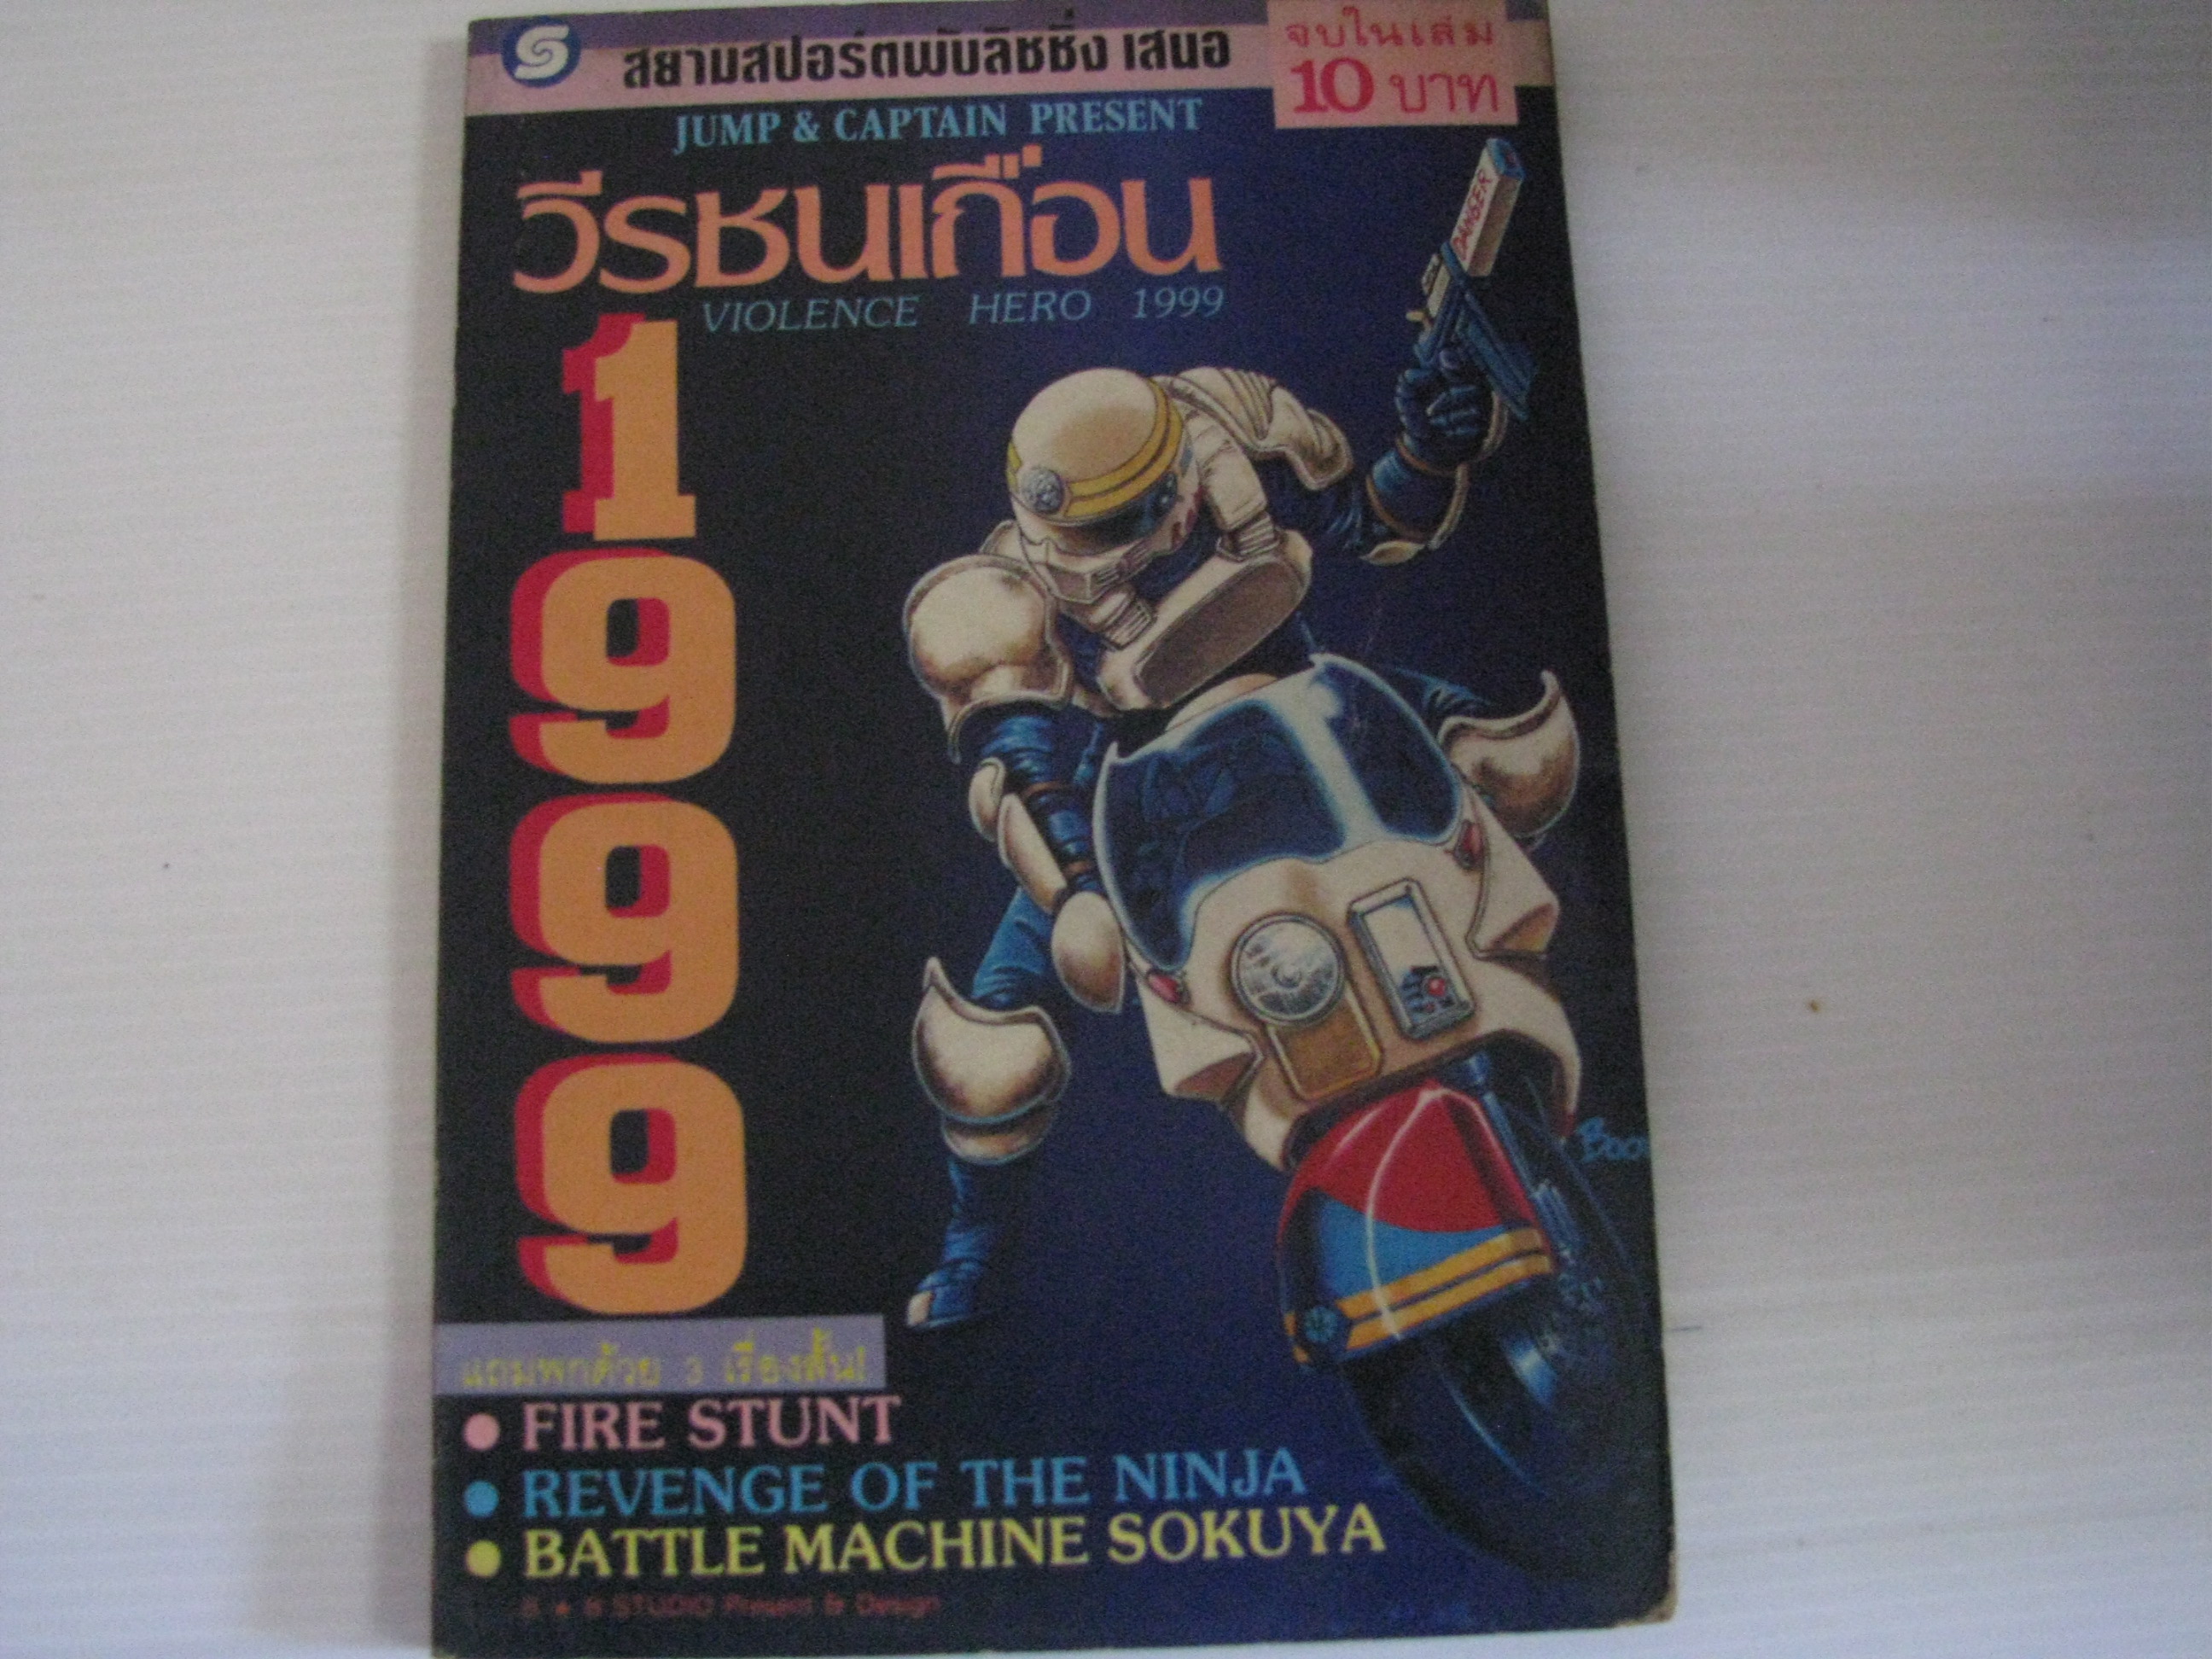 สยามสปอร์ตพับลิชชิ่ง เสนอ
จบในเล่ม
10 บาท
JUMP & CAPTAIN PRESENT
วีรชนเถื่อน
VIOLENCE HERO 1999
DANGER
1999
แถมพกด้วย 3 เรื่องสั้น!
• FIRE STUNT
• REVENGE OF THE NINJA
• BATTLE MACHINE SOKUYA
STUDIO Present & Design